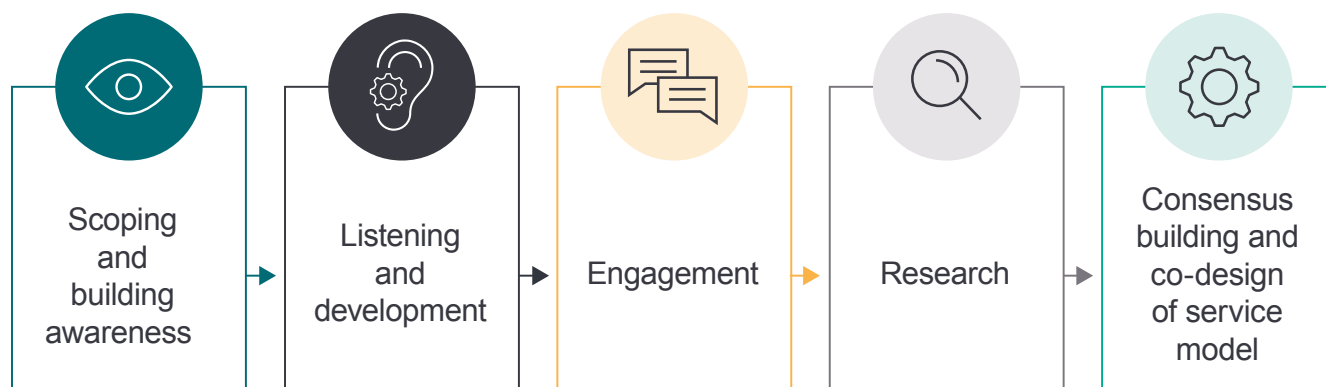 Scoping
and
building
awareness
Listening
and
development
Engagement
Research
Consensus
building and
co-design
of service
model